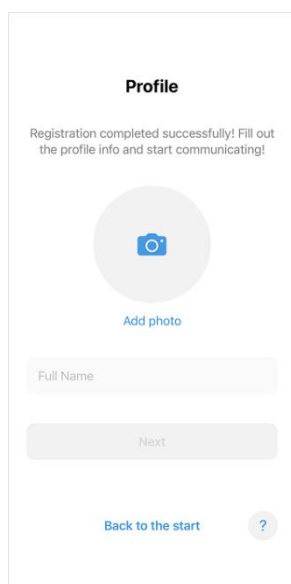 Profile
Registration completed successfully! Fill out
the profile info and start communicating!
Add photo
Full Name
Next
Back to the start
?